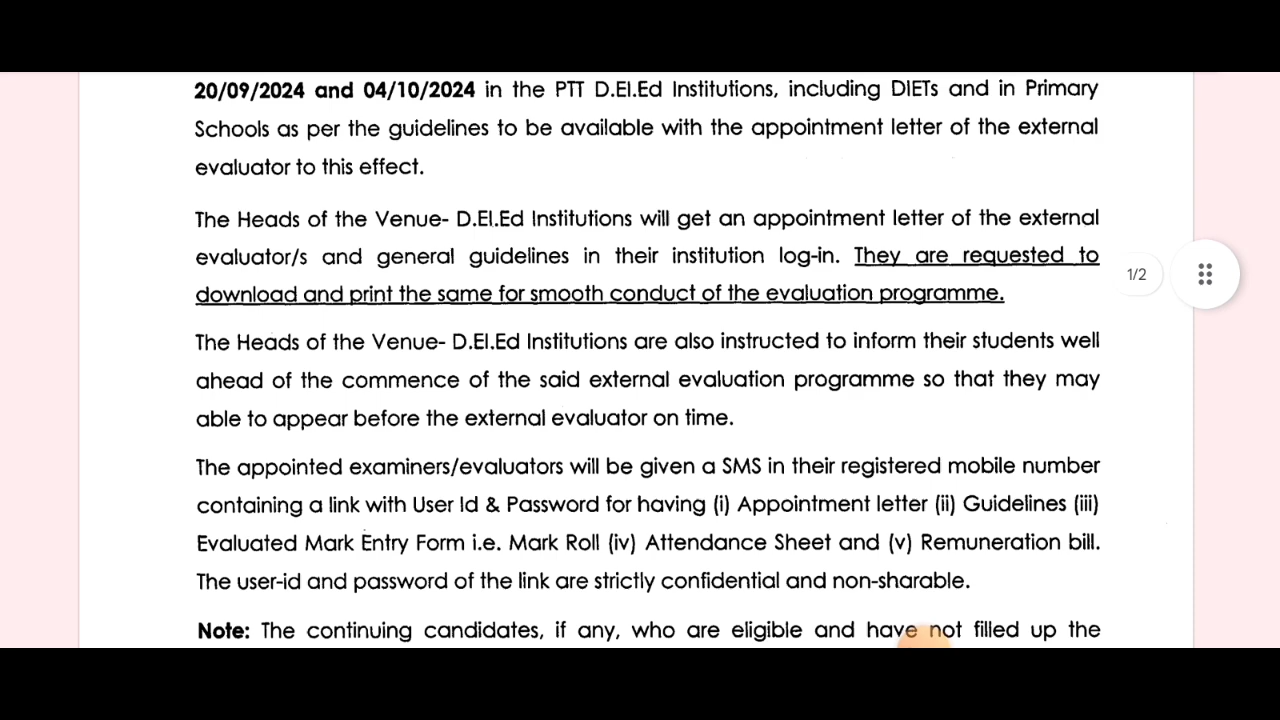 20/09/2024 and 04/10/2024 in the PTT D.El.Ed Institutions, including DIETs and in Primary
Schools as per the guidelines to be available with the appointment letter of the external
evaluator to this effect.
The Heads of the Venue- D.El.Ed Institutions will get an appointment letter of the external
evaluator/s and general guidelines in their institution log-in. They are requested to
download and print the same for smooth conduct of the evaluation programme.
1/2
The Heads of the Venue- D.El.Ed Institutions are also instructed to inform their students well
ahead of the commence of the said external evaluation programme so that they may
able to appear before the external evaluator on time.
The appointed examiners/evaluators will be given a SMS in their registered mobile number
containing a link with User Id & Password for having (i) Appointment letter (ii) Guidelines (iii)
Evaluated Mark Entry Form i.e. Mark Roll (iv) Attendance Sheet and (v) Remuneration bill.
The user-id and password of the link are strictly confidential and non-sharable.
Note: The continuing candidates, if any, who are eligible and have not filled up the